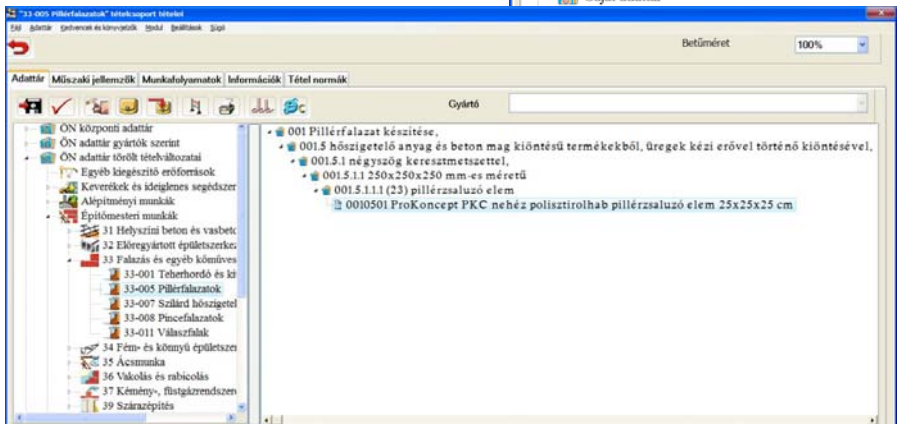 "33-005 Pillérfalazatok" tételcsoport tételei
Fájl Adattár Kedvencek és könyvjelzők Modul Beállítások Súgó
Betűméret 100%
Adattár Műszaki jellemzők Munkafolyamatok Információk Tétel normák
Gyártó
ÖN központi adattár
ÖN adattár gyártók szerint
ÖN adattár törölt tételváltozatai
Egyéb kiegészítő erőforrások
Keverékek és ideiglenes segédszer
Alépítményi munkák
Építőmesteri munkák
31 Helyszíni beton és vasbeto
32 Előregyártott épületszerkez
33 Falazás és egyéb kőműves
33-001 Teherhordó és ki
33-005 Pillérfalazatok
33-007 Szilárd hőszigetel
33-008 Pincefalazatok
33-011 Válaszfalak
34 Fém- és könnyű épületszer
35 Ácsmunka
36 Vakolás és rabicolás
37 Kémény-, füstgázrendszer
39 Szárazépítés
001 Pillérfalazat készítése,
001.5 hőszigetelő anyag és beton mag kiöntésű termékekből, üregek kézi erővel történő kiöntésével,
001.5.1 négyszög keresztmetszettel,
001.5.1.1 250x250x250 mm-es méretű
001.5.1.1.1 (23) pillérzsaluzó elem
0010501 ProKoncept PKC nehéz polisztirolhab pillérzsaluzó elem 25x25x25 cm